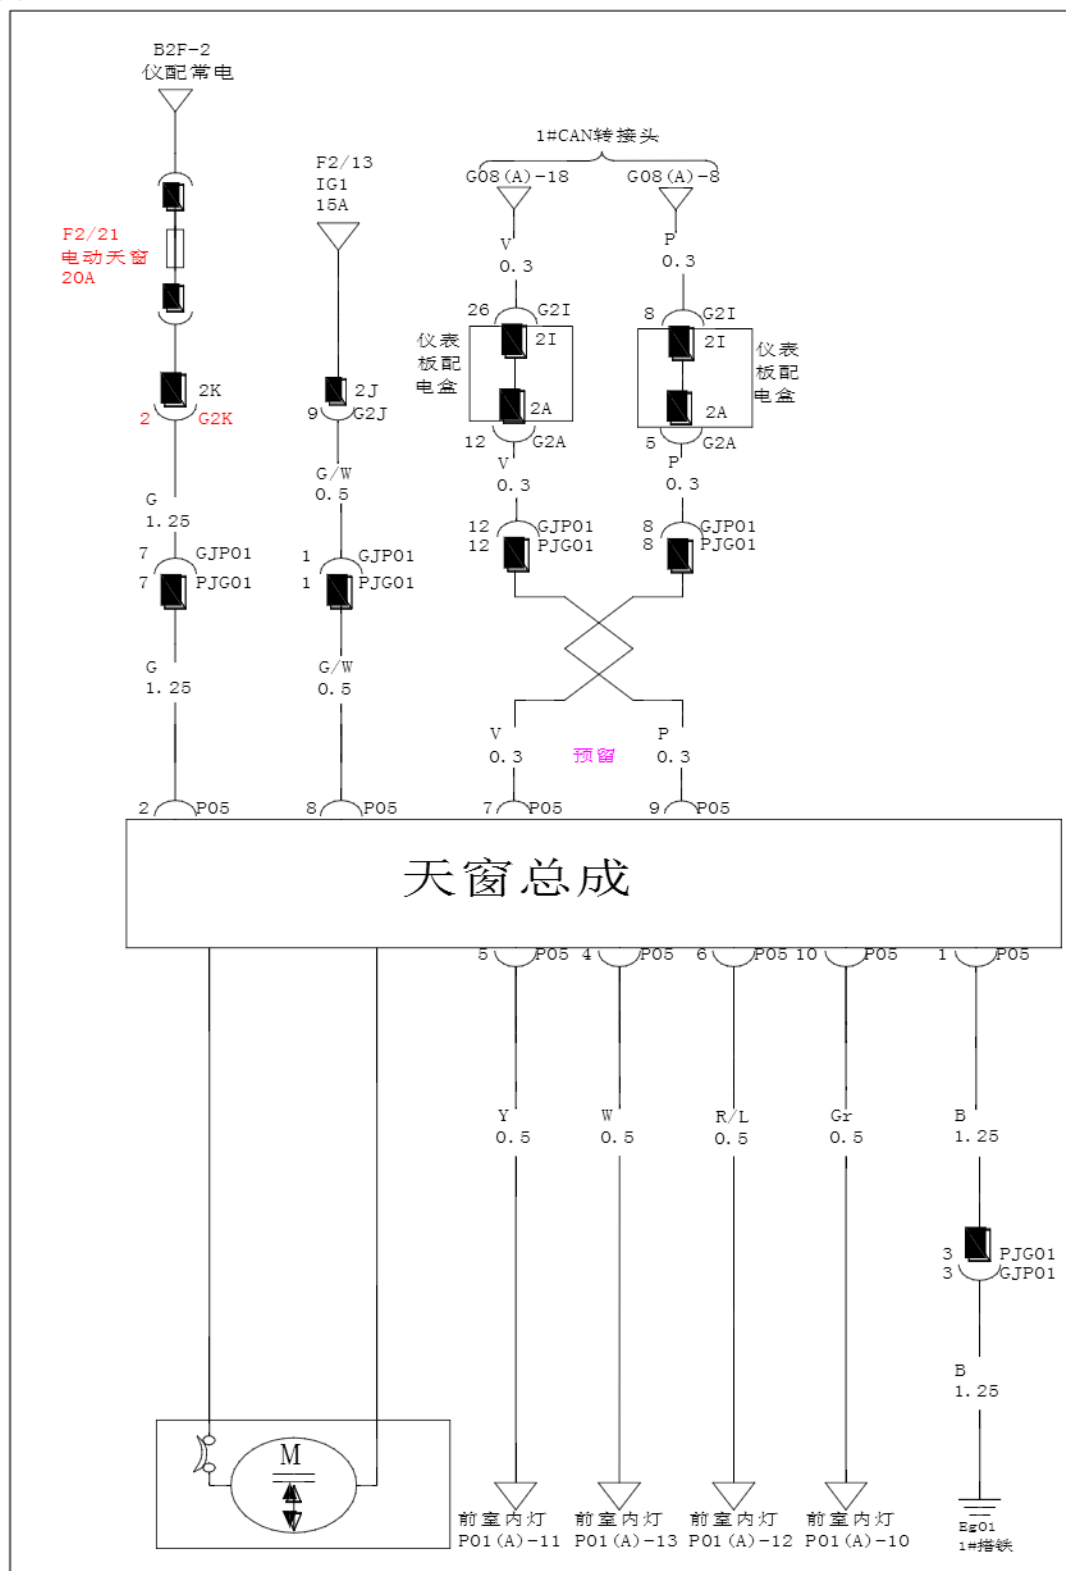 B2F-2
仪配常电
1#CAN转接头
F2/13
IG1
15A
G08(A)-18
G08(A)-8
F2/21
电动天窗
20A
V
0.3
P
0.3
26
G2I
8
G2I
仪表
板配
电盒
2I
2I
仪表
板配
电盒
2K
2J
2A
2A
2
G2K
9
G2J
12
G2A
5
G2A
V
0.3
P
0.3
G/W
0.5
G
1.25
12
GJP01
12
PJG01
8
GJP01
8
PJG01
7
GJP01
7
PJG01
1
GJP01
1
PJG01
G
1.25
G/W
0.5
V
0.3
预留
P
0.3
2
P05
8
P05
7
P05
9
P05
天窗总成
5
P05
4
P05
6
P05
10
P05
1
P05
Y
0.5
W
0.5
R/L
0.5
Gr
0.5
B
1.25
3
PJG01
3
GJP01
B
1.25
M
前室内灯
P01(A)-11
前室内灯
P01(A)-13
前室内灯
P01(A)-12
前室内灯
P01(A)-10
Eg01
1#搭铁